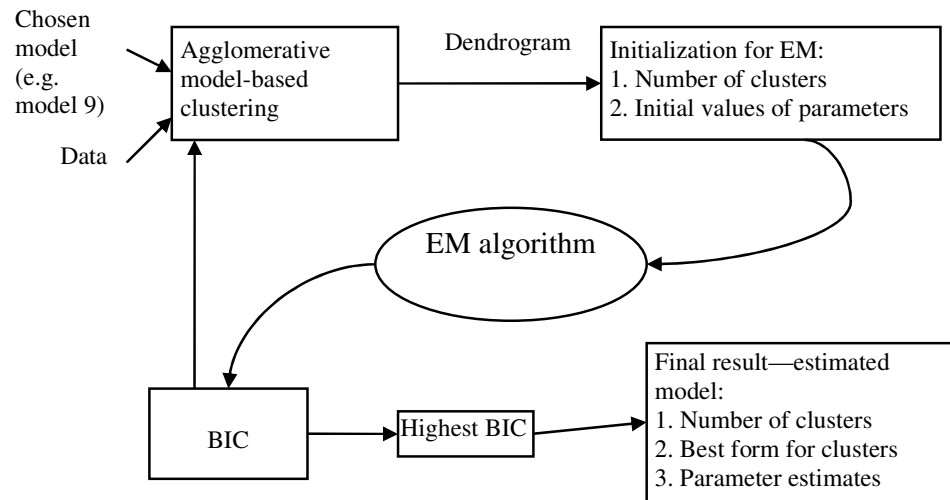 Chosen
model
(e.g.
model 9)
Data
Agglomerative
model-based
clustering
Dendrogram
Initialization for EM:
1. Number of clusters
2. Initial values of parameters
EM algorithm
BIC
Highest BIC
Final result—estimated
model:
1. Number of clusters
2. Best form for clusters
3. Parameter estimates